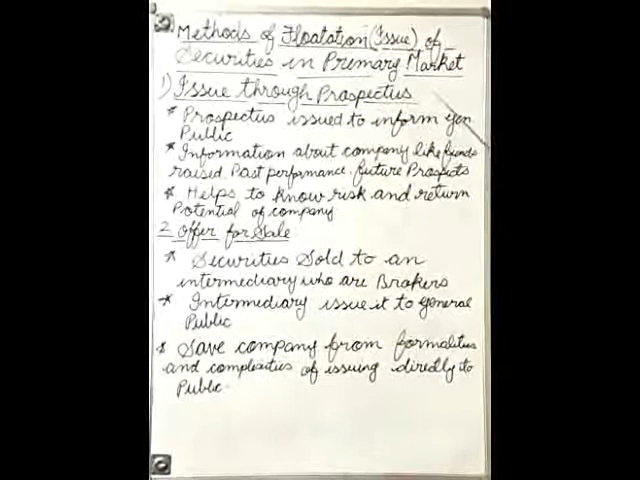 Methods of Floatation (Issue) of
Securities in Primary Market
1) Issue through Prospectus
* Prospectus issued to inform Gen
Public
* Information about company like funds
raised, Past performance, future Prospects
* Helps to know risk and return
Potential of company
2 Offer for Sale
* Securities Sold to an
intermediary who are Brokers
* Intermediary issue it to General
Public
* Save company from formalities
and complexities of issuing directly to
Public.